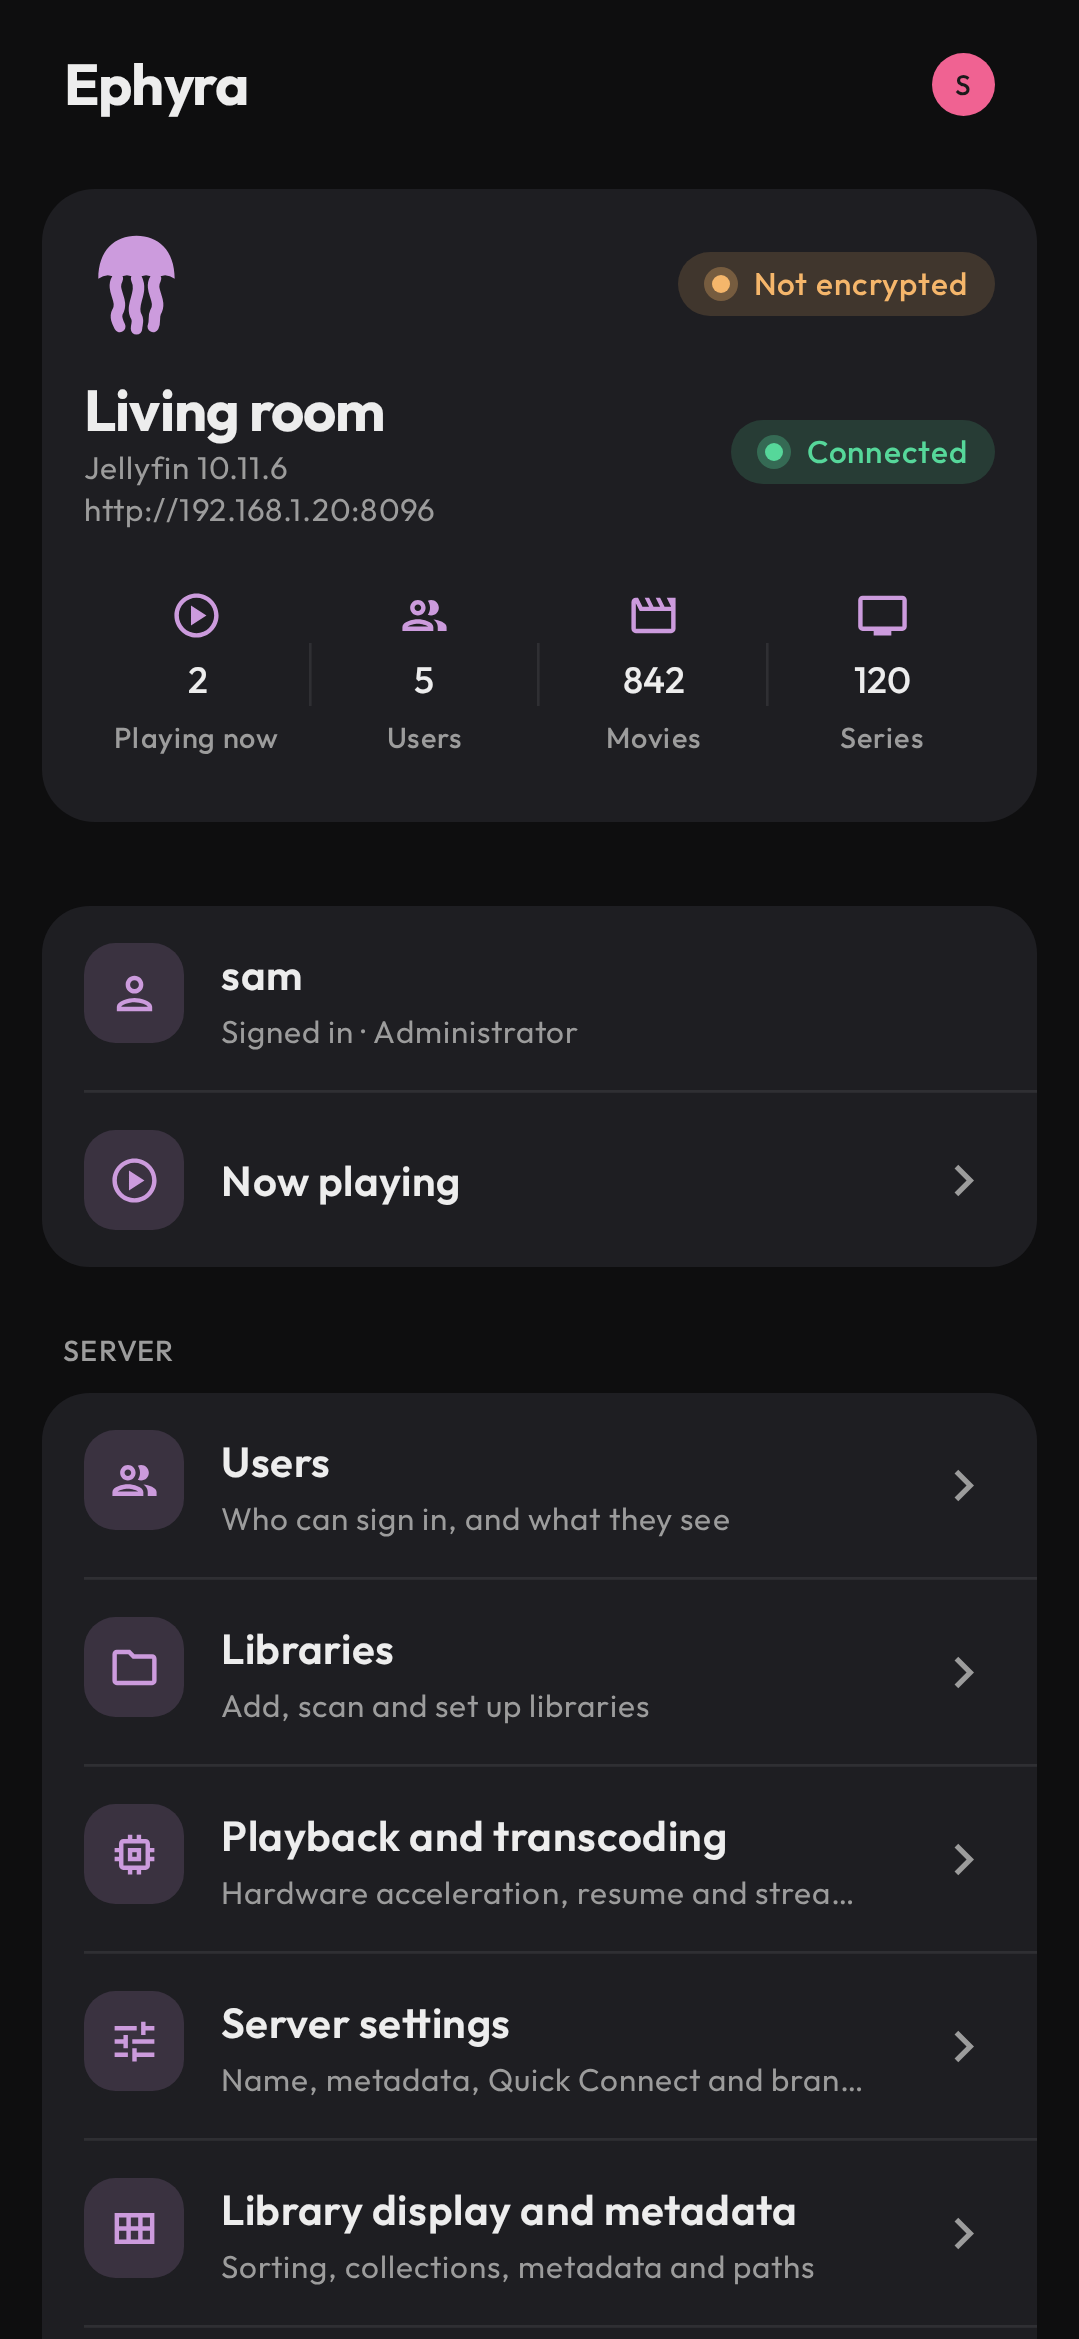 Ephyra
S
Not encrypted
Living room
Connected
Jellyfin 10.11.6
http://192.168.1.20:8096
2
5
842
120
Playing now
Users
Movies
Series
sam
Signed in · Administrator
Now playing
SERVER
Users
Who can sign in, and what they see
Libraries
Add, scan and set up libraries
Playback and transcoding
Hardware acceleration, resume and strea...
Server settings
Name, metadata, Quick Connect and bran...
Library display and metadata
Sorting, collections, metadata and paths